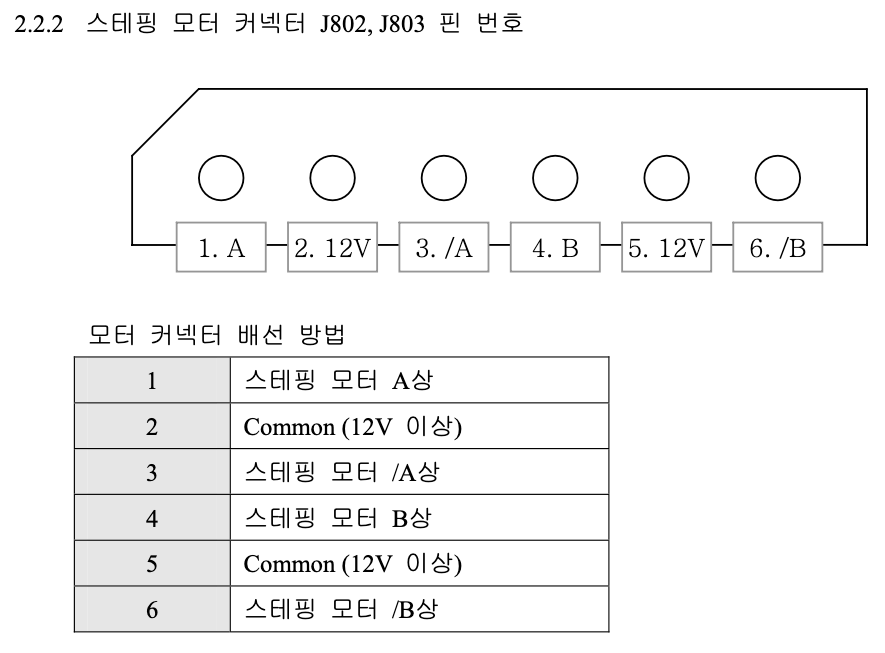 2.2.2 스테핑 모터 커넥터 J802, J803 핀 번호
1. A 2. 12V 3. /A 4. B 5. 12V 6. /B
모터 커넥터 배선 방법
1 스테핑 모터 A상
2 Common (12V 이상)
3 스테핑 모터 /A상
4 스테핑 모터 B상
5 Common (12V 이상)
6 스테핑 모터 /B상